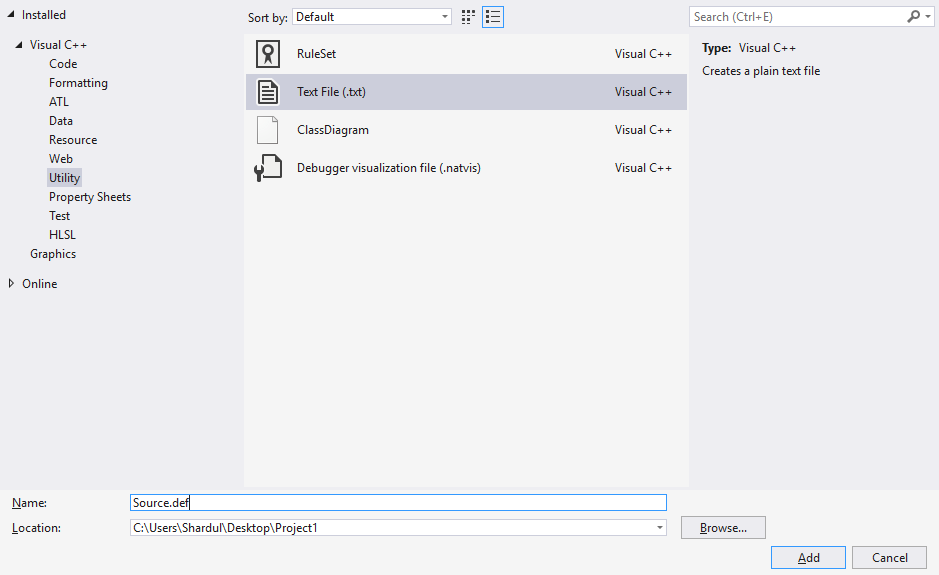 Installed
Visual C++
Code
Formatting
ATL
Data
Resource
Web
Utility
Property Sheets
Test
HLSL
Graphics
Online
Sort by: Default
RuleSet Visual C++
Text File (.txt) Visual C++
ClassDiagram Visual C++
Debugger visualization file (.natvis) Visual C++
Search (Ctrl+E)
Type: Visual C++
Creates a plain text file
Name: Source.def
Location: C:\Users\Shardul\Desktop\Project1 Browse...
Add Cancel